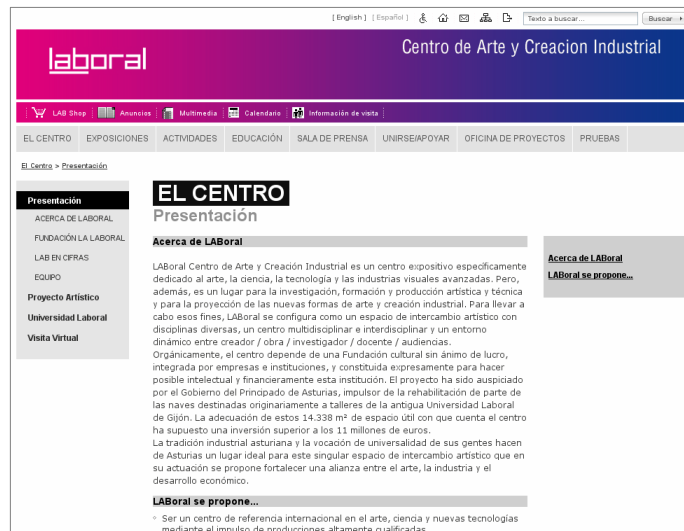 [ English ] [ Español ] Texto a buscar... Buscar
laboral Centro de Arte y Creacion Industrial
LAB Shop Anuncios Multimedia Calendario Información de visita
EL CENTRO EXPOSICIONES ACTIVIDADES EDUCACIÓN SALA DE PRENSA UNIRSE/APOYAR OFICINA DE PROYECTOS PRUEBAS
El Centro > Presentación
Presentación
ACERCA DE LABORAL
FUNDACIÓN LA LABORAL
LAB EN CIFRAS
EQUIPO
Proyecto Artístico
Universidad Laboral
Visita Virtual
EL CENTRO
Presentación
Acerca de LABoral
LABoral Centro de Arte y Creación Industrial es un centro expositivo específicamente
dedicado al arte, la ciencia, la tecnología y las industrias visuales avanzadas. Pero,
además, es un lugar para la investigación, formación y producción artística y técnica
y para la proyección de las nuevas formas de arte y creación industrial. Para llevar a
cabo esos fines, LABoral se configura como un espacio de intercambio artístico con
disciplinas diversas, un centro multidisciplinar e interdisciplinar y un entorno
dinámico entre creador / obra / investigador / docente / audiencias.
Orgánicamente, el centro depende de una Fundación cultural sin ánimo de lucro,
integrada por empresas e instituciones, y constituida expresamente para hacer
posible intelectual y financieramente esta institución. El proyecto ha sido auspiciado
por el Gobierno del Principado de Asturias, impulsor de la rehabilitación de parte de
las naves destinadas originariamente a talleres de la antigua Universidad Laboral
de Gijón. La adecuación de estos 14.338 m² de espacio útil con que cuenta el centro
ha supuesto una inversión superior a los 11 millones de euros.
La tradición industrial asturiana y la vocación de universalidad de sus gentes hacen
de Asturias un lugar ideal para este singular espacio de intercambio artístico que en
su actuación se propone fortalecer una alianza entre el arte, la industria y el
desarrollo económico.
LABoral se propone...
Ser un centro de referencia internacional en el arte, ciencia y nuevas tecnologías
mediante el impulso de producciones altamente cualificadas
Acerca de LABoral
LABoral se propone...